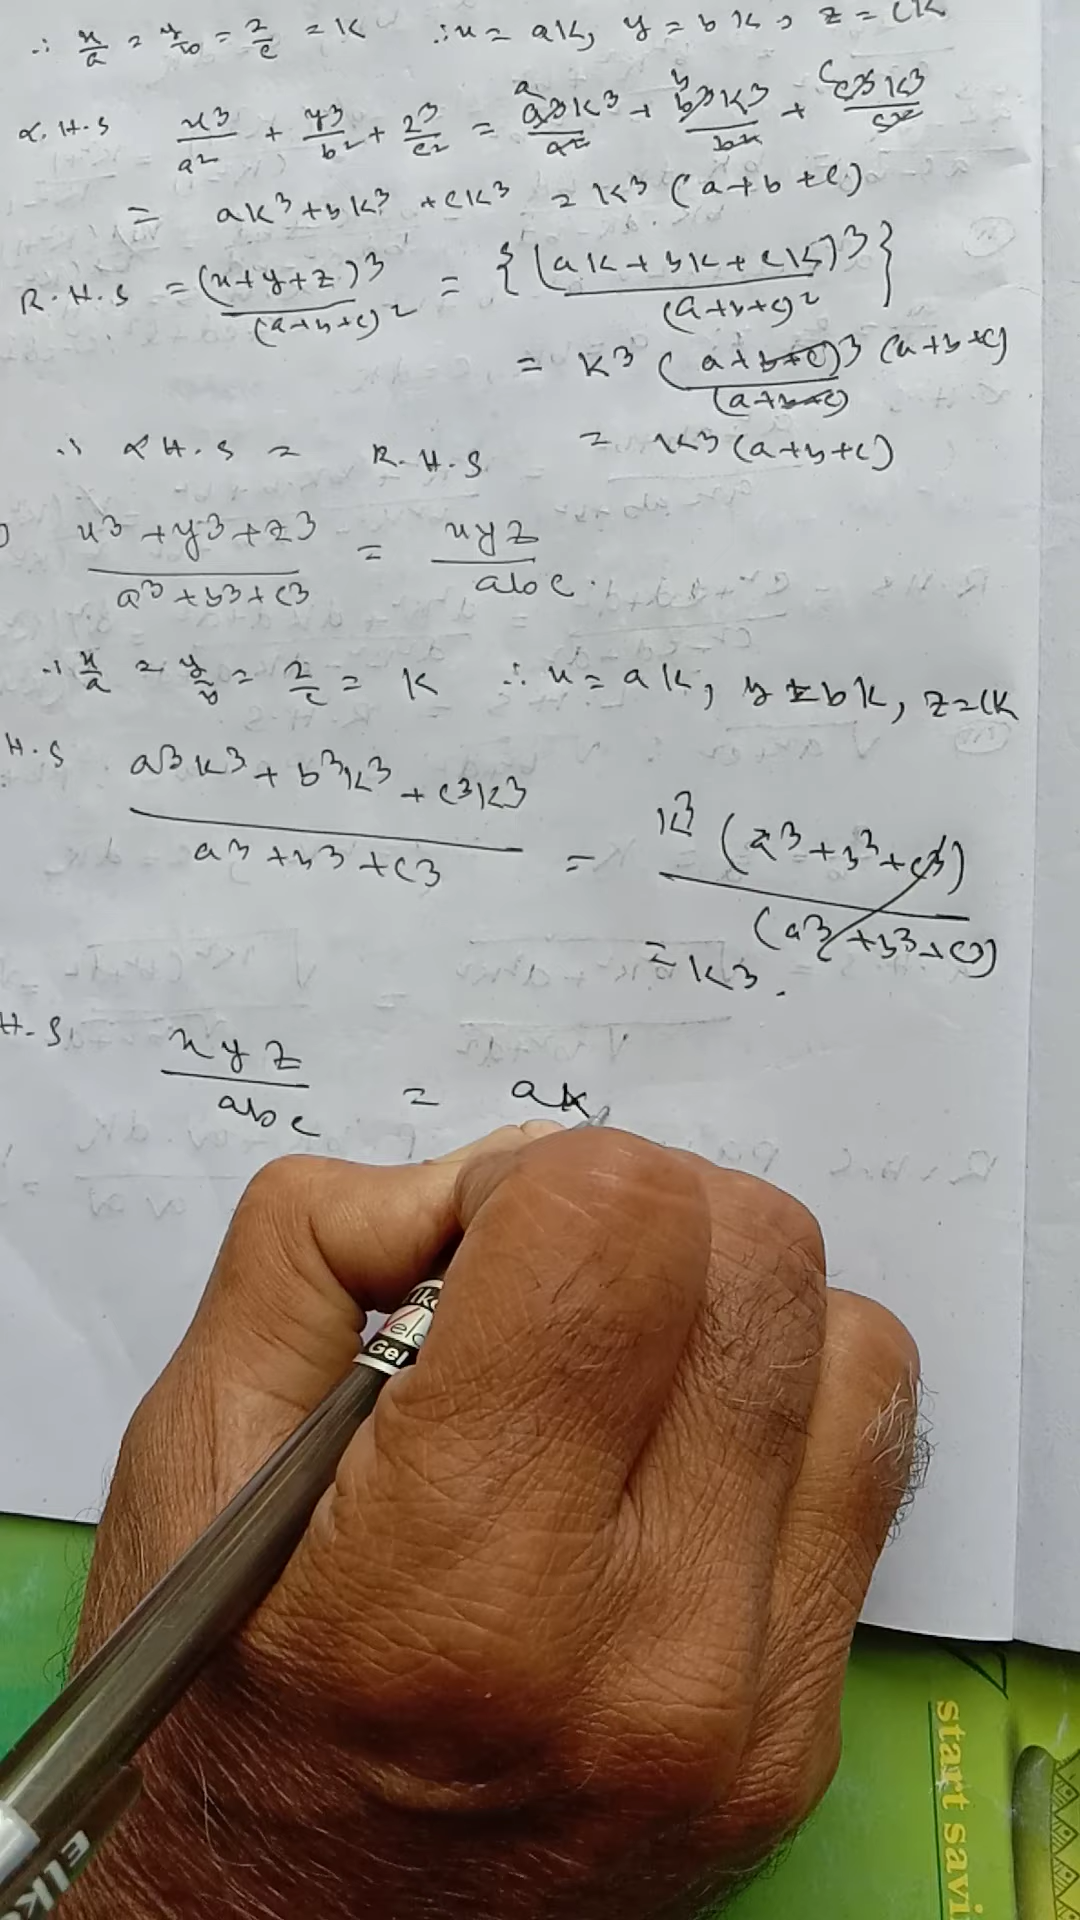 ∴ x/a = y/b = z/c = K ∴ x = aK, y = bK, z = cK
L.H.S x3/a2 + y3/b2 + z3/c2 = a3K3/a2 + b3K3/b2 + c3K3/c2
= aK3 + bK3 + cK3 = K3 (a+b+c)
R.H.S = (x+y+z)3/(a+b+c)2 = {(aK+bK+cK)3/(a+b+c)2}
= K3 (a+b+c)3 (a+b+c)/(a+b+c)
= K3 (a+b+c)
∴ L.H.S = R.H.S
x3+y3+z3/a3+b3+c3 = xyz/abc.
∴ x/a = y/b = z/c = K ∴ x = aK, y = bK, z = cK
H.S a3K3 + b3K3 + c3K3/a3+b3+c3 = K3 (a3+b3+c3)/(a3+b3+c3)
= K3.
H.S xyz/abc = aK
Gel
Elk
start savi